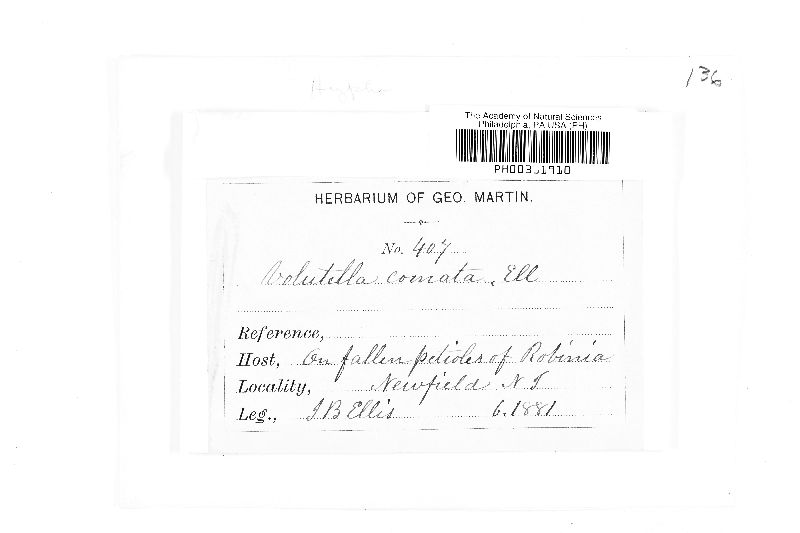 136
The Academy of Natural Sciences
Philadelphia, PA USA (PH)
HERBARIUM OF GEO. MARTIN.
No. 407
Volutella comata, Ell
Reference,
Host, On fallen petioles of Robinia
Locality, Newfield N J
Leg., J B Ellis 6. 1881